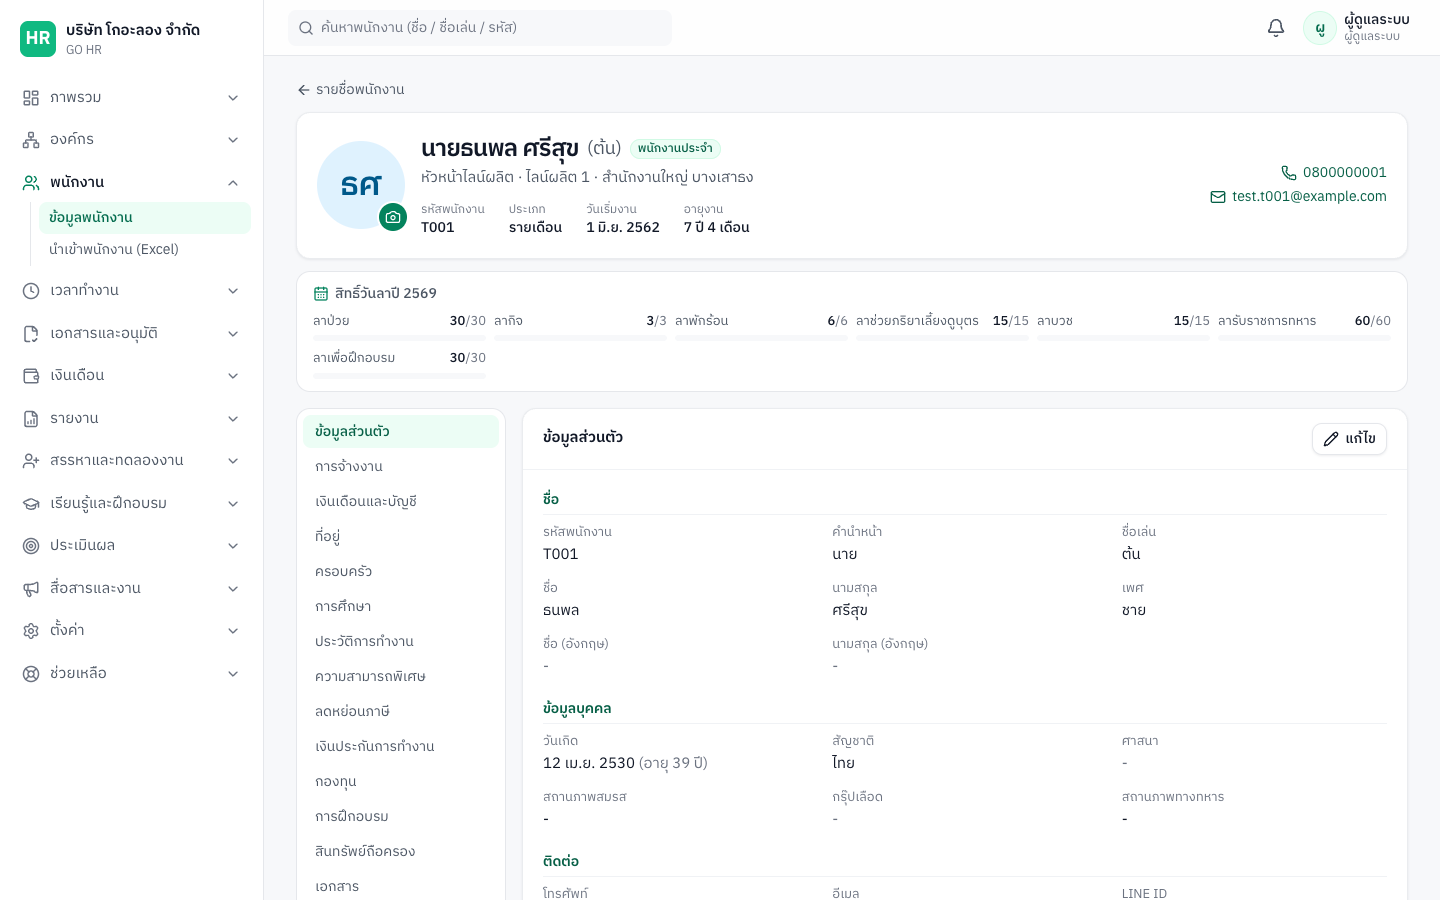 HR
บริษัท โกอะลอง จำกัด
GO HR
ค้นหาพนักงาน (ชื่อ / ชื่อเล่น / รหัส)
ผู้
ผู้ดูแลระบบ
ผู้ดูแลระบบ
ภาพรวม
องค์กร
พนักงาน
ข้อมูลพนักงาน
นำเข้าพนักงาน (Excel)
เวลาทำงาน
เอกสารและอนุมัติ
เงินเดือน
รายงาน
สรรหาและทดลองงาน
เรียนรู้และฝึกอบรม
ประเมินผล
สื่อสารและงาน
ตั้งค่า
ช่วยเหลือ
รายชื่อพนักงาน
ธศ
นายธนพล ศรีสุข (ต้น) พนักงานประจำ
หัวหน้าไลน์ผลิต · ไลน์ผลิต 1 · สำนักงานใหญ่ บางเสาธง
รหัสพนักงาน ประเภท วันเริ่มงาน อายุงาน
T001 รายเดือน 1 มิ.ย. 2562 7 ปี 4 เดือน
0800000001
test.t001@example.com
สิทธิ์วันลาปี 2569
ลาป่วย 30/30 ลากิจ 3/3 ลาพักร้อน 6/6 ลาช่วยภริยาเลี้ยงดูบุตร 15/15 ลาบวช 15/15 ลารับราชการทหาร 60/60
ลาเพื่อฝึกอบรม 30/30
ข้อมูลส่วนตัว
การจ้างงาน
เงินเดือนและบัญชี
ที่อยู่
ครอบครัว
การศึกษา
ประวัติการทำงาน
ความสามารถพิเศษ
ลดหย่อนภาษี
เงินประกันการทำงาน
กองทุน
การฝึกอบรม
สินทรัพย์ถือครอง
เอกสาร
ข้อมูลส่วนตัว แก้ไข
ชื่อ
รหัสพนักงาน คำนำหน้า ชื่อเล่น
T001 นาย ต้น
ชื่อ นามสกุล เพศ
ธนพล ศรีสุข ชาย
ชื่อ (อังกฤษ) นามสกุล (อังกฤษ)
- -
ข้อมูลบุคคล
วันเกิด สัญชาติ ศาสนา
12 เม.ย. 2530 (อายุ 39 ปี) ไทย -
สถานภาพสมรส กรุ๊ปเลือด สถานภาพทางทหาร
- - -
ติดต่อ
โทรศัพท์ อีเมล LINE ID